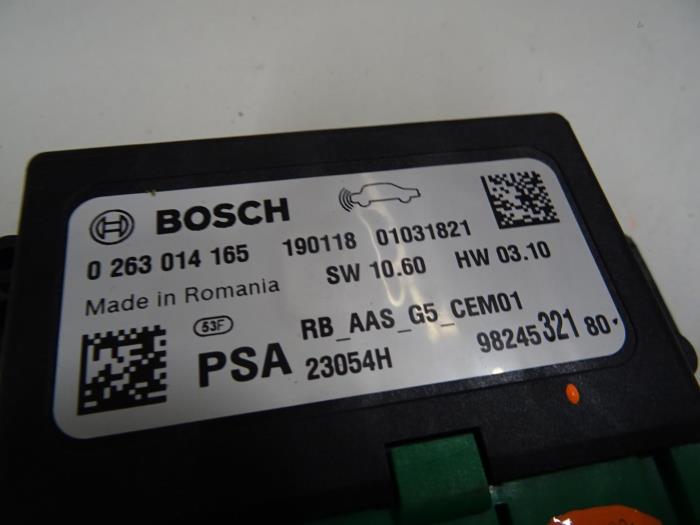 BOSCH
0 263 014 165 190118 01031821
Made in Romania SW 10.60 HW 03.10
53F RB_AAS_G5_CEM01
PSA 23054H 98245321 80